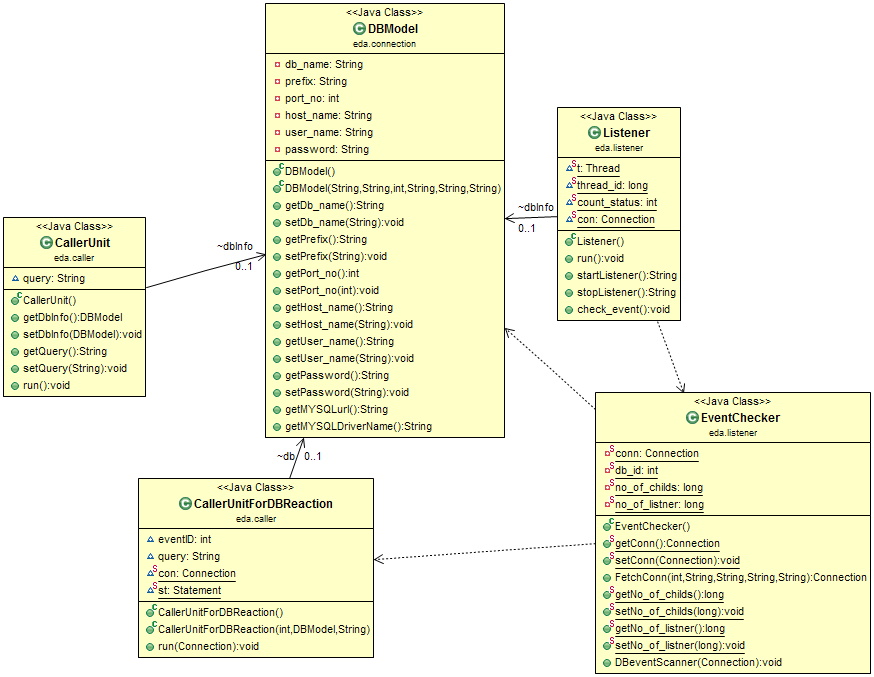 <<Java Class>>
DBModel
eda.connection
db_name: String
prefix: String
port_no: int
host_name: String
user_name: String
password: String
DBModel()
DBModel(String,String,int,String,String,String)
getDb_name():String
setDb_name(String):void
getPrefix():String
setPrefix(String):void
getPort_no():int
setPort_no(int):void
getHost_name():String
setHost_name(String):void
getUser_name():String
setUser_name(String):void
getPassword():String
setPassword(String):void
getMYSQLurl():String
getMYSQLDriverName():String
<<Java Class>>
Listener
eda.listener
t: Thread
thread_id: long
count_status: int
con: Connection
Listener()
run():void
startListener():String
stopListener():String
check_event():void
~dbInfo
0..1
<<Java Class>>
CallerUnit
eda.caller
query: String
CallerUnit()
getDbInfo():DBModel
setDbInfo(DBModel):void
getQuery():String
setQuery(String):void
run():void
~dbInfo
0..1
<<Java Class>>
EventChecker
eda.listener
conn: Connection
db_id: int
no_of_childs: long
no_of_listner: long
EventChecker()
getConn():Connection
setConn(Connection):void
FetchConn(int,String,String,String,String):Connection
getNo_of_childs():long
setNo_of_childs(long):void
getNo_of_listner():long
setNo_of_listner(long):void
DBeventScanner(Connection):void
~db
0..1
<<Java Class>>
CallerUnitForDBReaction
eda.caller
eventID: int
query: String
con: Connection
st: Statement
CallerUnitForDBReaction()
CallerUnitForDBReaction(int,DBModel,String)
run(Connection):void